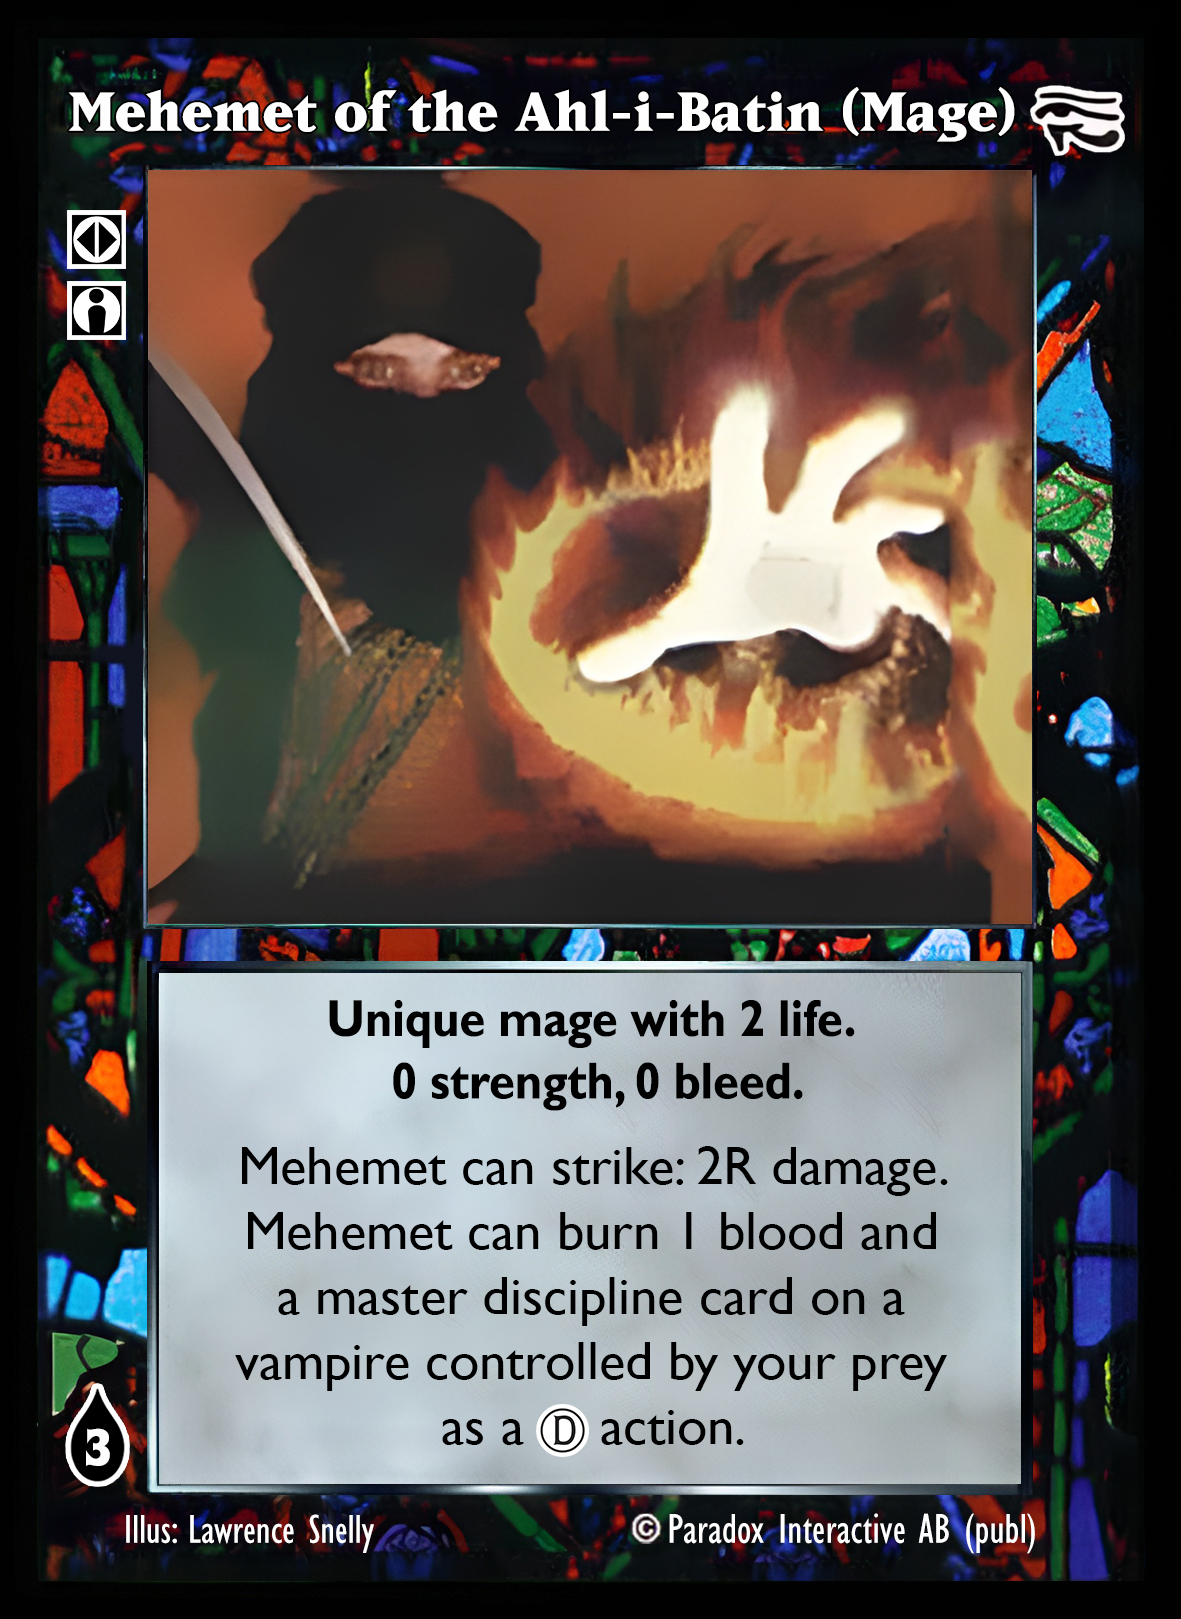 Mehemet of the Ahl-i-Batin (Mage)
Unique mage with 2 life.
0 strength, 0 bleed.
Mehemet can strike: 2R damage.
Mehemet can burn 1 blood and
a master discipline card on a
vampire controlled by your prey
as a Ⓓ action.
3
Illus: Lawrence Snelly
© Paradox Interactive AB (publ)